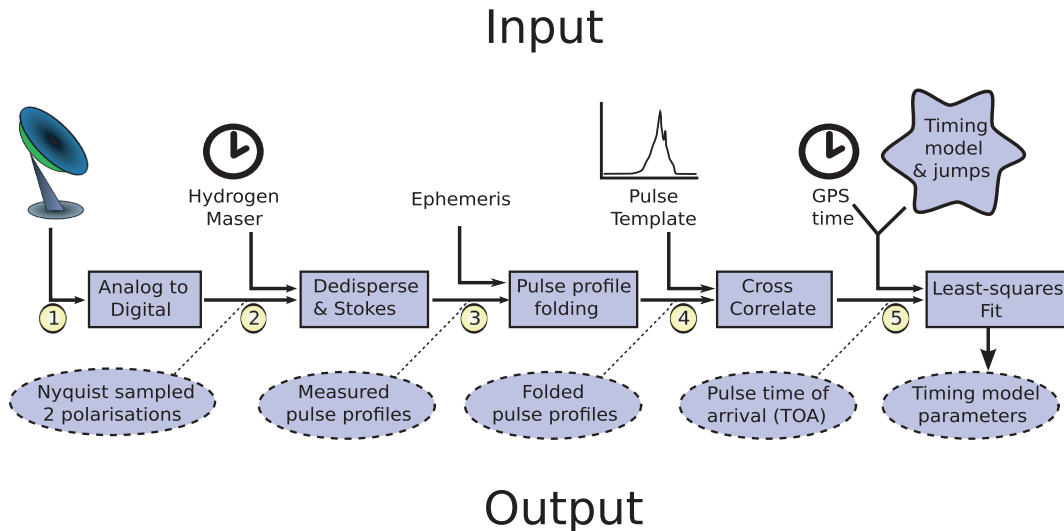 Input
Hydrogen
Maser
Ephemeris
Pulse
Template
GPS
time
Timing
model
& jumps
Analog to
Digital
Dedisperse
& Stokes
Pulse profile
folding
Cross
Correlate
Least-squares
Fit
1
2
3
4
5
Nyquist sampled
2 polarisations
Measured
pulse profiles
Folded
pulse profiles
Pulse time of
arrival (TOA)
Timing model
parameters
Output